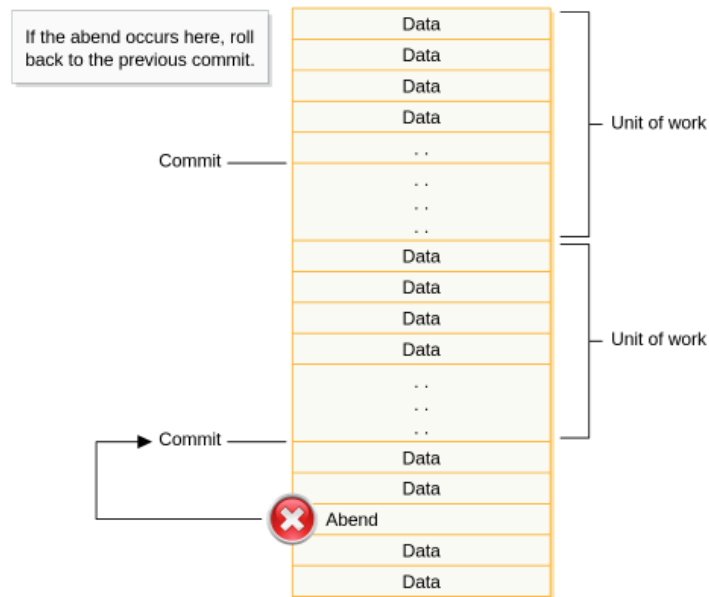 If the abend occurs here, roll
back to the previous commit.
Data
Data
Data
Data
. .
Commit
. .
. .
. .
Unit of work
Data
Data
Data
Data
. .
. .
. .
Unit of work
Commit
Data
Data
Abend
Data
Data